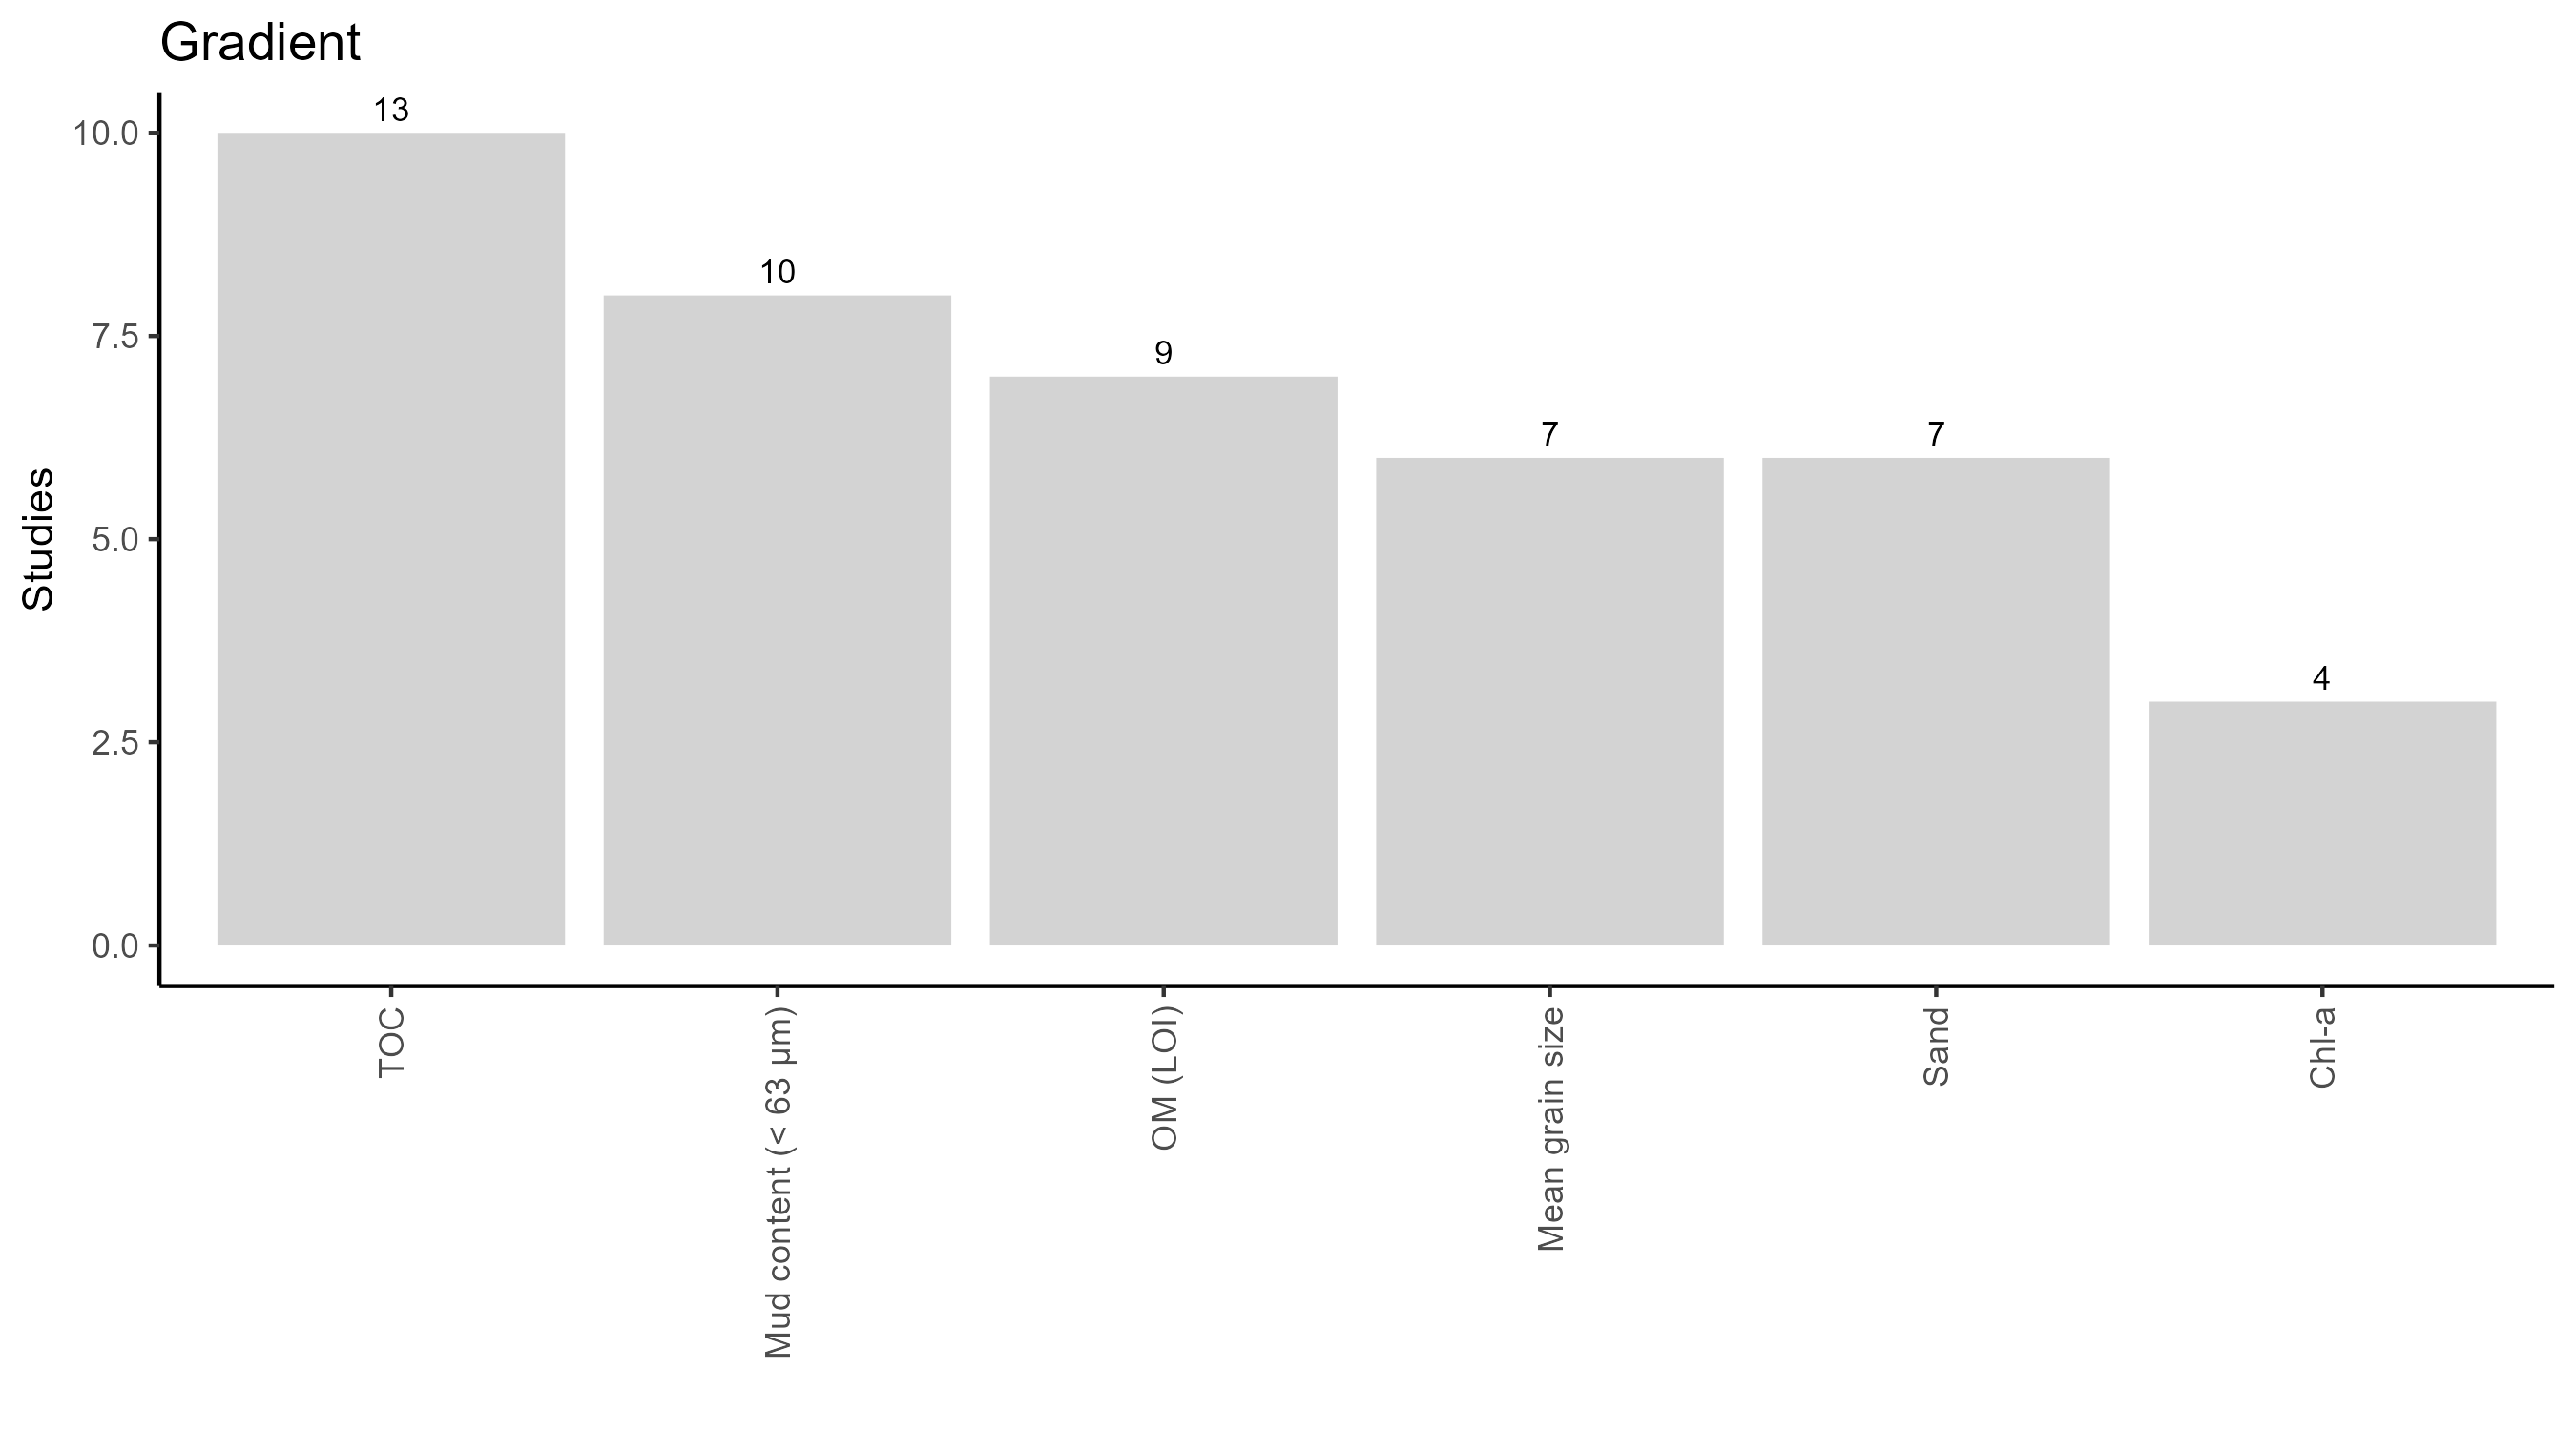 Gradient
Studies
10.0
7.5
5.0
2.5
0.0
13
10
9
7
7
4
TOC
Mud content (< 63 μm)
OM (LOI)
Mean grain size
Sand
Chl-a